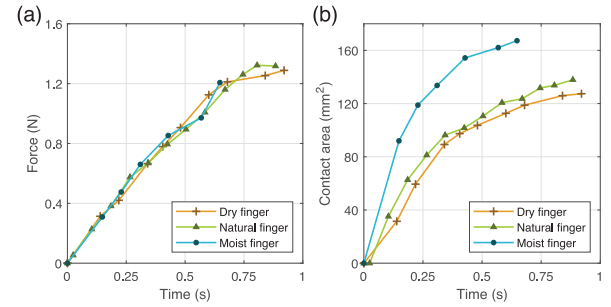 (a)
1.6
1.2
0.8
0.4
0
Force (N)
Dry finger
Natural finger
Moist finger
0 0.25 0.5 0.75 1
Time (s)
(b)
160
120
80
40
0
Contact area (mm²)
Dry finger
Natural finger
Moist finger
0 0.25 0.5 0.75 1
Time (s)